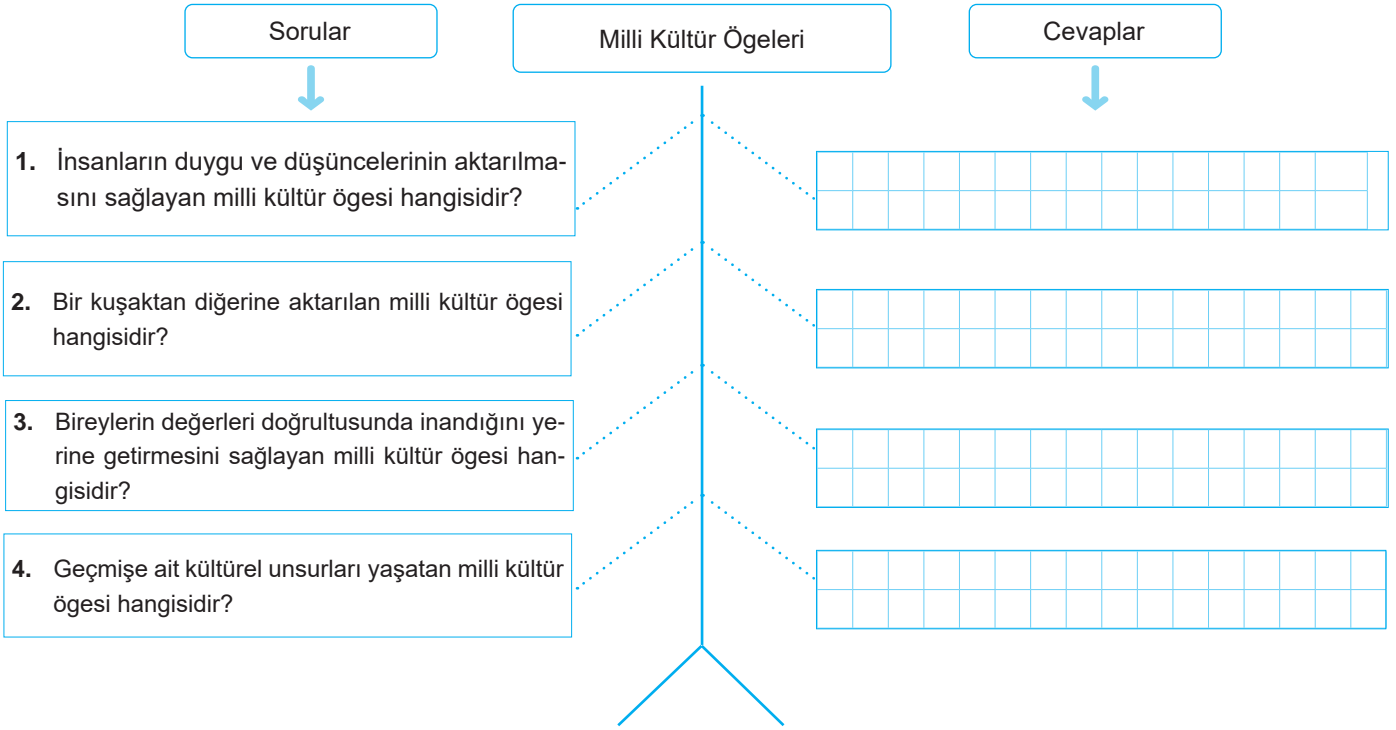 Sorular
Milli Kültür Ögeleri
Cevaplar
1. İnsanların duygu ve düşüncelerinin aktarılma-
sını sağlayan milli kültür ögesi hangisidir?
2. Bir kuşaktan diğerine aktarılan milli kültür ögesi
hangisidir?
3. Bireylerin değerleri doğrultusunda inandığını ye-
rine getirmesini sağlayan milli kültür ögesi han-
gisidir?
4. Geçmişe ait kültürel unsurları yaşatan milli kültür
ögesi hangisidir?